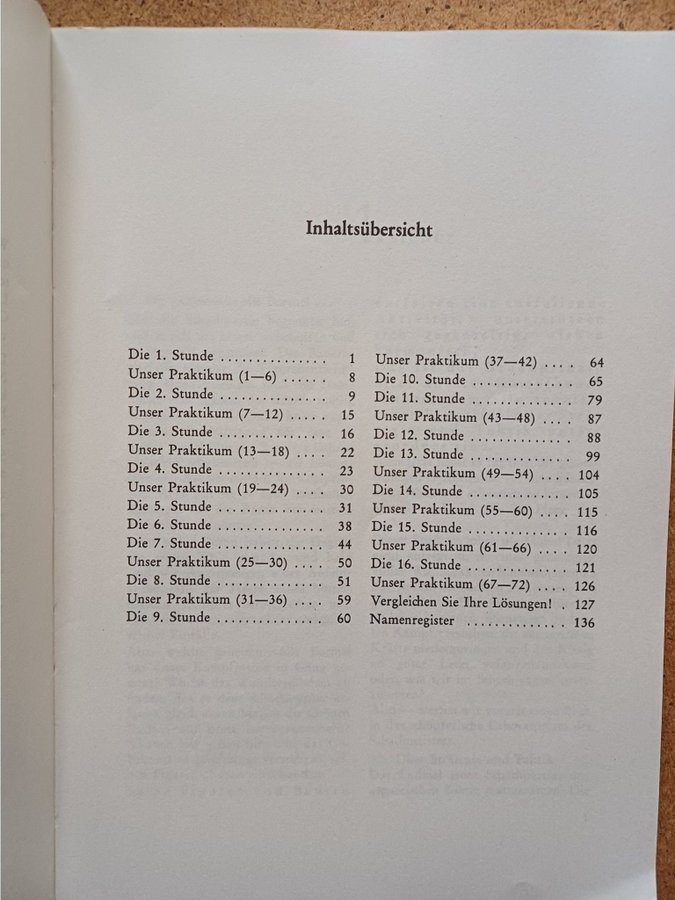 Inhaltsübersicht
Die 1. Stunde . . . . . . . . . . . . . . . 1
Unser Praktikum (1—6) . . . . . . 8
Die 2. Stunde . . . . . . . . . . . . . . . 9
Unser Praktikum (7—12) . . . . . 15
Die 3. Stunde . . . . . . . . . . . . . . . 16
Unser Praktikum (13—18) . . . . 22
Die 4. Stunde . . . . . . . . . . . . . . . 23
Unser Praktikum (19—24) . . . . 30
Die 5. Stunde . . . . . . . . . . . . . . . 31
Die 6. Stunde . . . . . . . . . . . . . . . 38
Die 7. Stunde . . . . . . . . . . . . . . . 44
Unser Praktikum (25—30) . . . . 50
Die 8. Stunde . . . . . . . . . . . . . . . 51
Unser Praktikum (31—36) . . . . 59
Die 9. Stunde . . . . . . . . . . . . . . . 60
Unser Praktikum (37—42) . . . . 64
Die 10. Stunde . . . . . . . . . . . . . . 65
Die 11. Stunde . . . . . . . . . . . . . . 79
Unser Praktikum (43—48) . . . . 87
Die 12. Stunde . . . . . . . . . . . . . . 88
Die 13. Stunde . . . . . . . . . . . . . . 99
Unser Praktikum (49—54) . . . . 104
Die 14. Stunde . . . . . . . . . . . . . . 105
Unser Praktikum (55—60) . . . . 115
Die 15. Stunde . . . . . . . . . . . . . . 116
Unser Praktikum (61—66) . . . . 120
Die 16. Stunde . . . . . . . . . . . . . . 121
Unser Praktikum (67—72) . . . . 126
Vergleichen Sie Ihre Lösungen! . 127
Namenregister . . . . . . . . . . . . . . 136